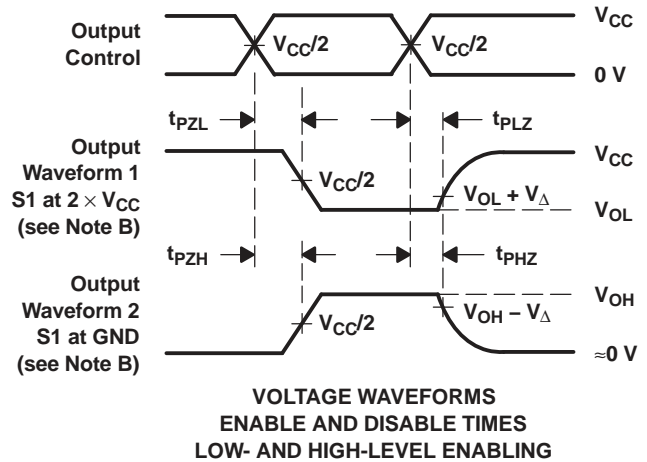 Output
Control
V_CC/2
V_CC/2
V_CC
0 V
t_PZL
t_PLZ
Output
Waveform 1
S1 at 2 × V_CC
(see Note B)
V_CC/2
V_OL + V_Δ
V_CC
V_OL
t_PZH
t_PHZ
Output
Waveform 2
S1 at GND
(see Note B)
V_CC/2
V_OH − V_Δ
V_OH
≈0 V
VOLTAGE WAVEFORMS
ENABLE AND DISABLE TIMES
LOW- AND HIGH-LEVEL ENABLING